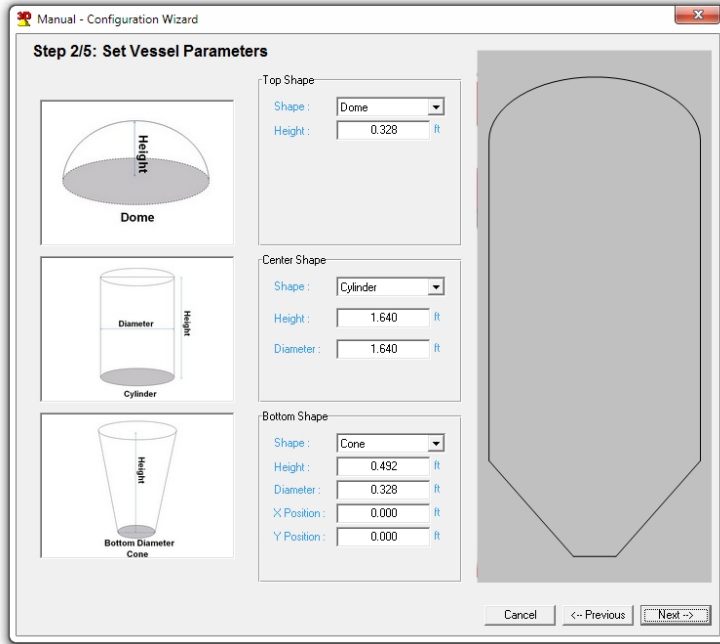 Manual - Configuration Wizard
Step 2/5: Set Vessel Parameters
Height
Dome
Top Shape
Shape : Dome
Height : 0.328 ft
Diameter
Height
Cylinder
Center Shape
Shape : Cylinder
Height : 1.640 ft
Diameter : 1.640 ft
Height
Bottom Diameter
Cone
Bottom Shape
Shape : Cone
Height : 0.492 ft
Diameter : 0.328 ft
X Position : 0.000 ft
Y Position : 0.000 ft
Cancel <-- Previous Next -->